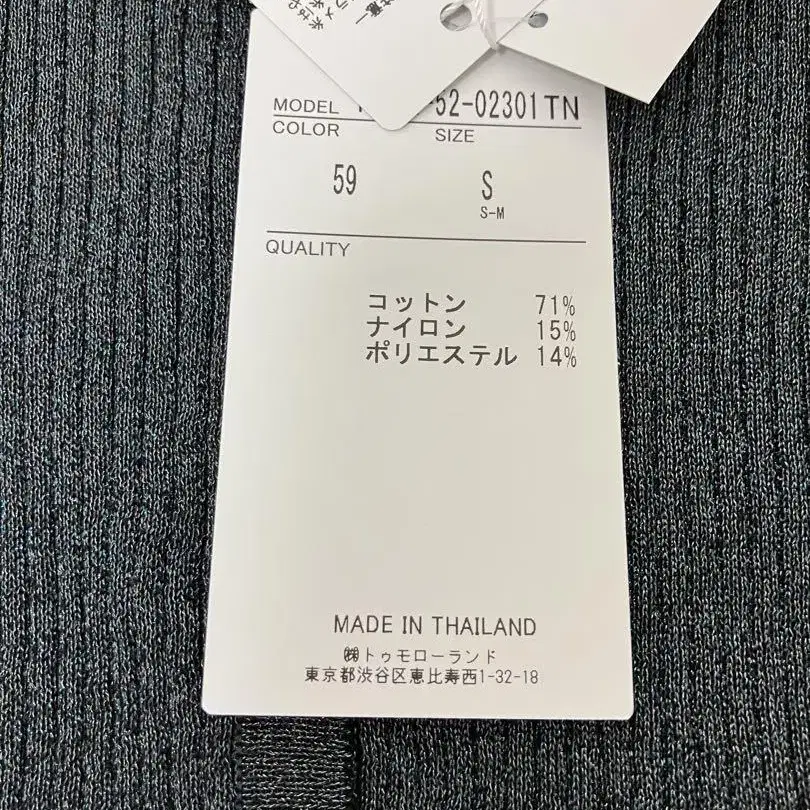 MODEL 52-02301TN
COLOR SIZE
59 S
S-M
QUALITY
コットン 71%
ナイロン 15%
ポリエステル 14%
MADE IN THAILAND
㈱トゥモローランド
東京都渋谷区恵比寿西1-32-18